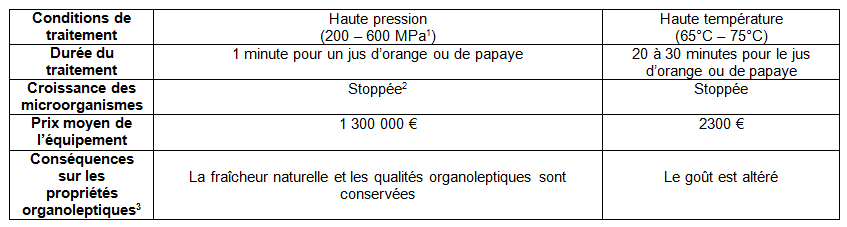 Conditions de
traitement
Haute pression
(200 – 600 MPa¹)
Haute température
(65°C – 75°C)
Durée du
traitement
1 minute pour un jus d’orange ou de papaye
20 à 30 minutes pour le jus
d’orange ou de papaye
Croissance des
microorganismes
Stoppée²
Stoppée
Prix moyen de
l’équipement
1 300 000 €
2300 €
Conséquences
sur les
propriétés
organoleptiques³
La fraîcheur naturelle et les qualités organoleptiques sont
conservées
Le goût est altéré